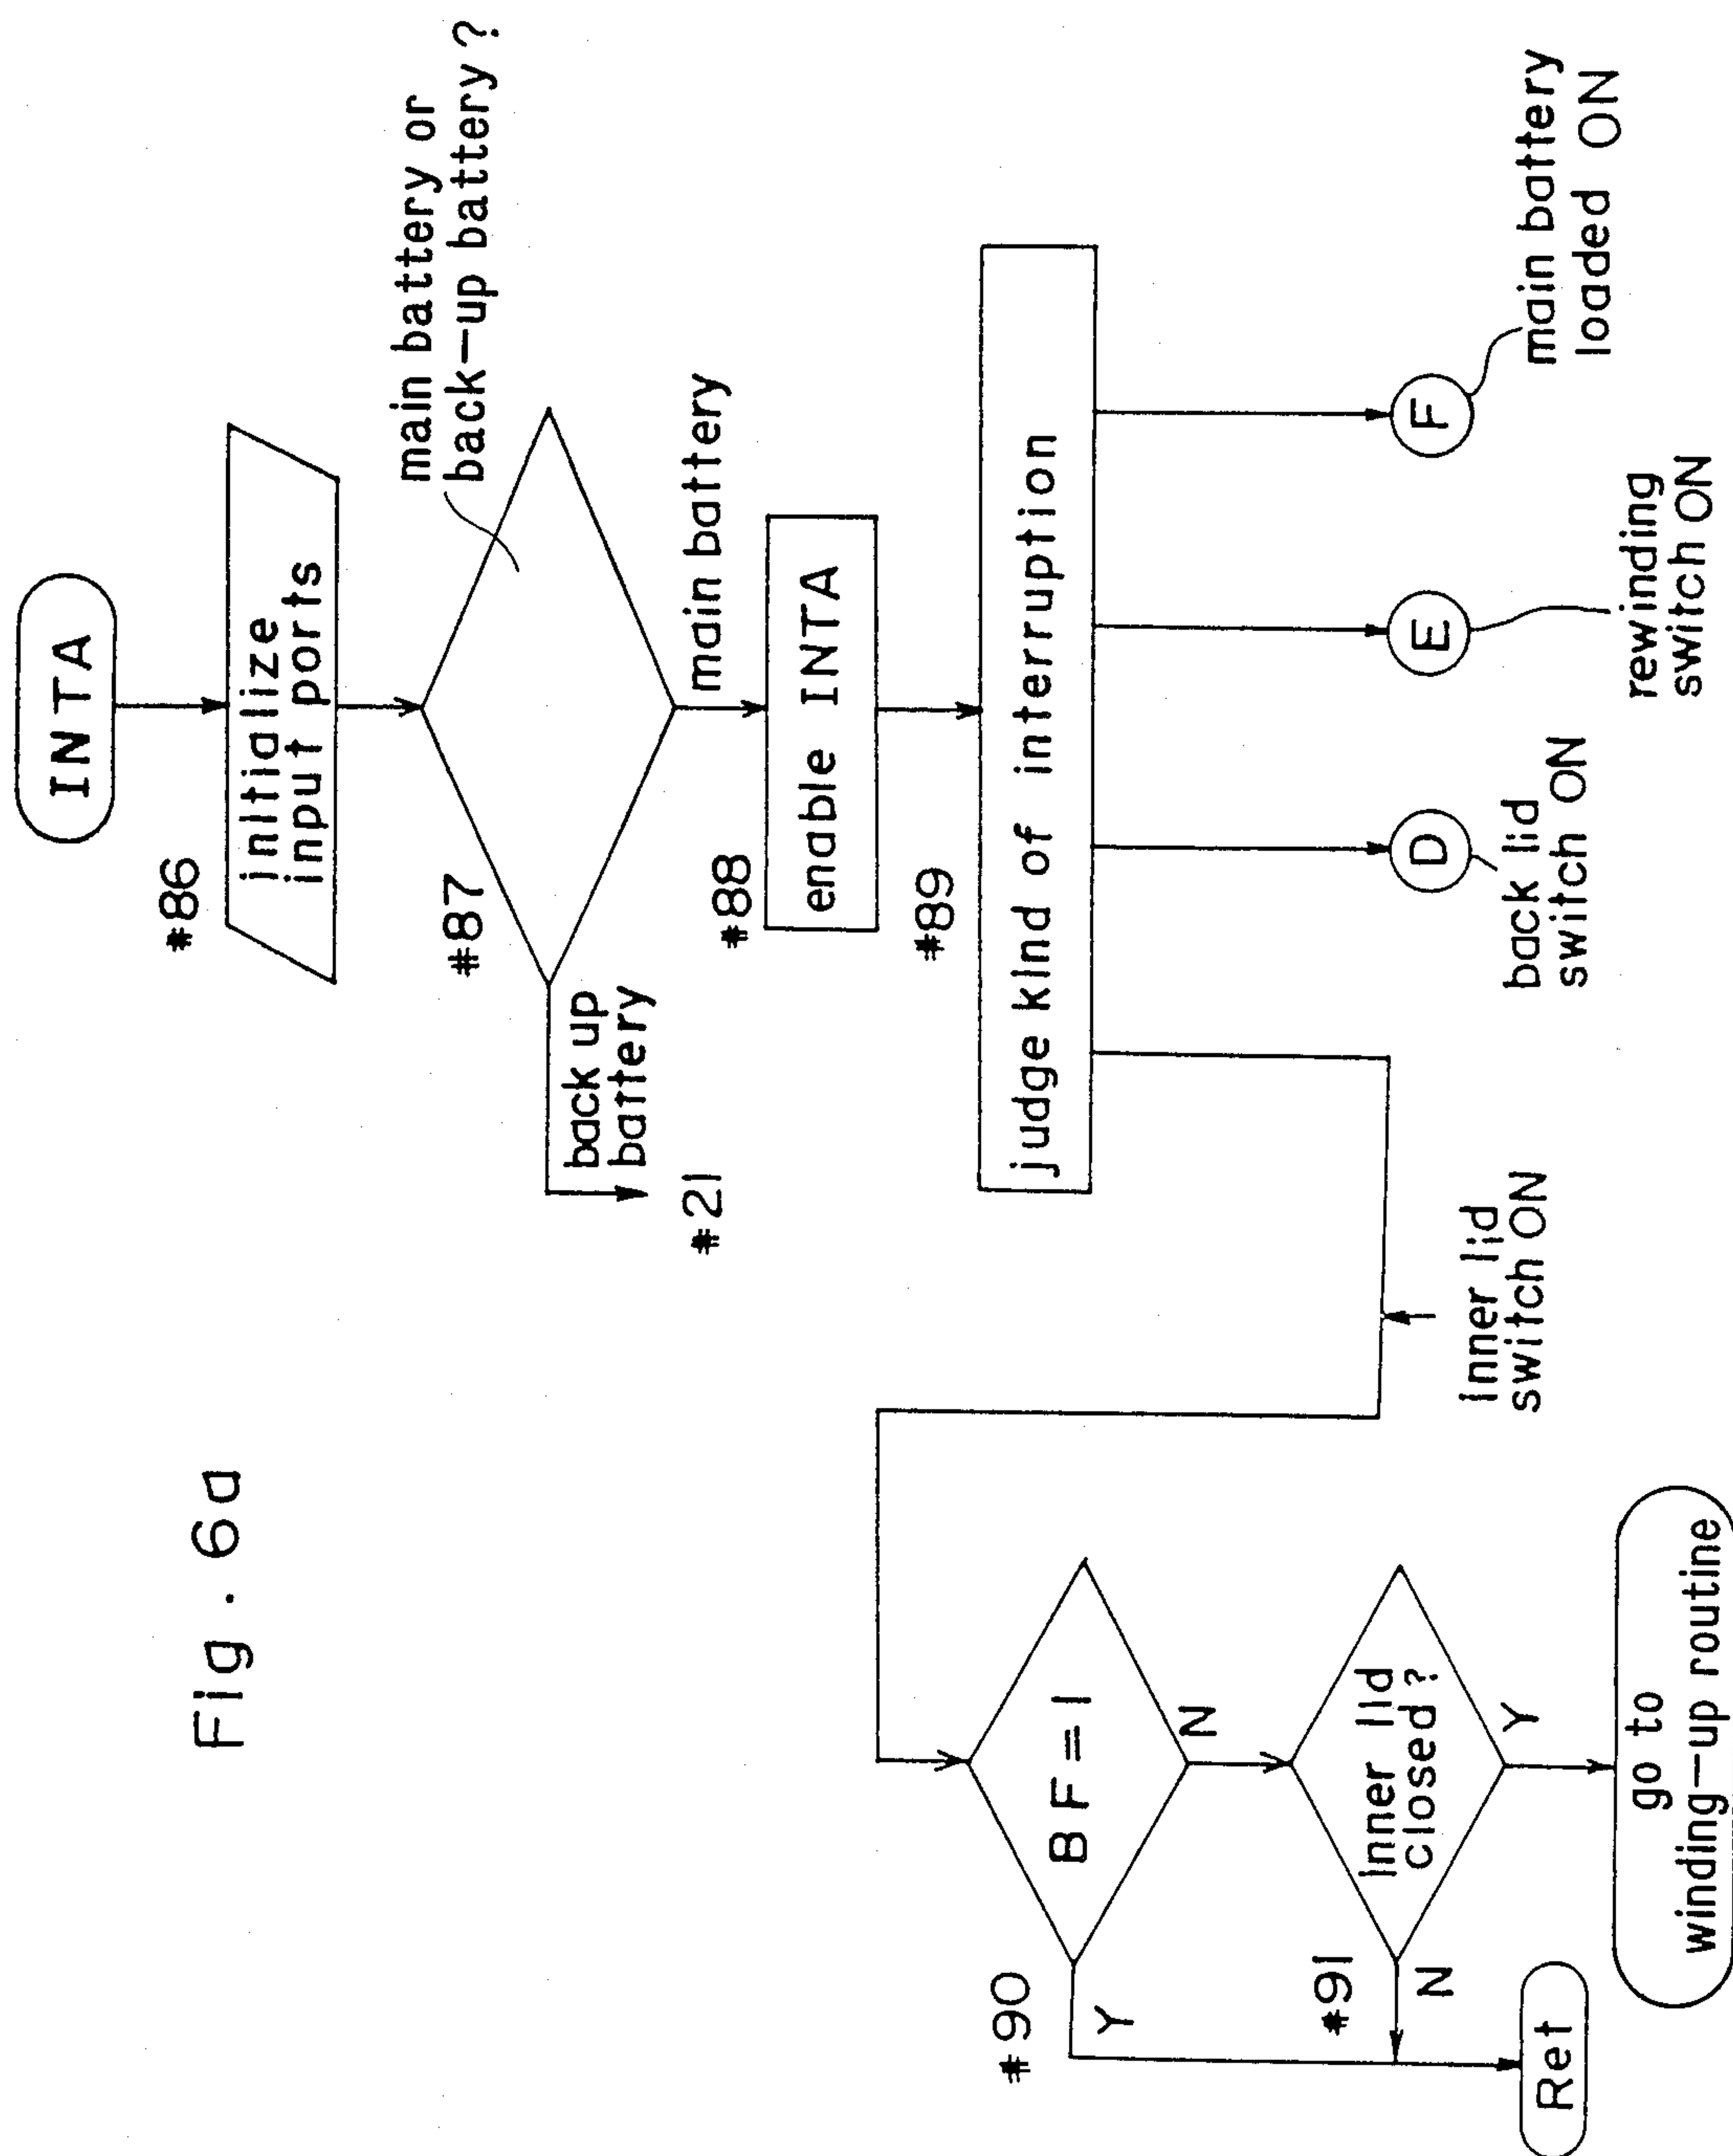 Fig. 6a
INTA
#86
initialize
input ports
#87
main battery or
back-up battery?
back up
battery
#21
main battery
#88
enable INTA
#89
judge kind of interruption
inner lid
switch ON
D
back lid
switch ON
E
rewinding
switch ON
F
main battery
loaded ON
#90
BF=1
Y
N
#91
inner lid
closed?
N
Y
Ret
go to
winding-up routine